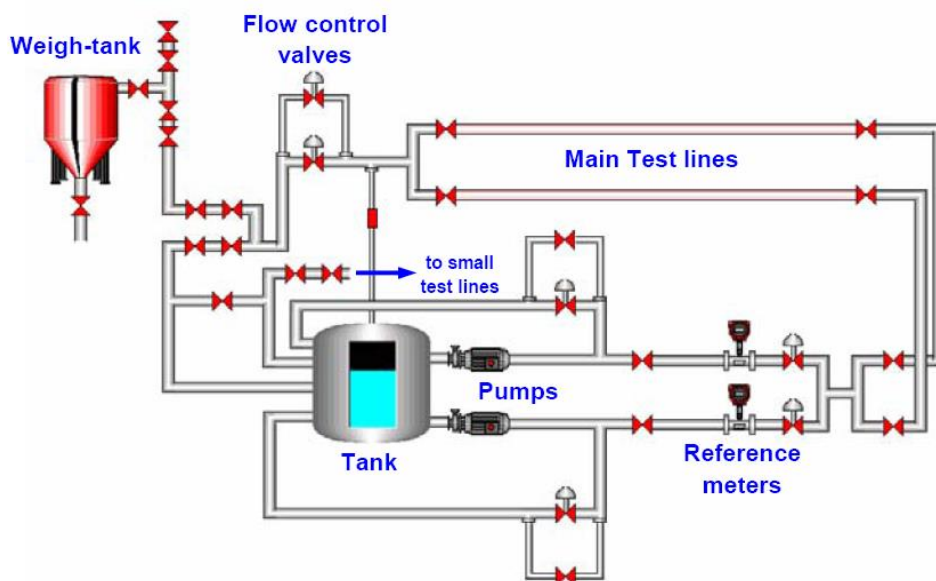 Flow control
valves
Weigh-tank
Main Test lines
to small
test lines
Pumps
Tank
Reference
meters